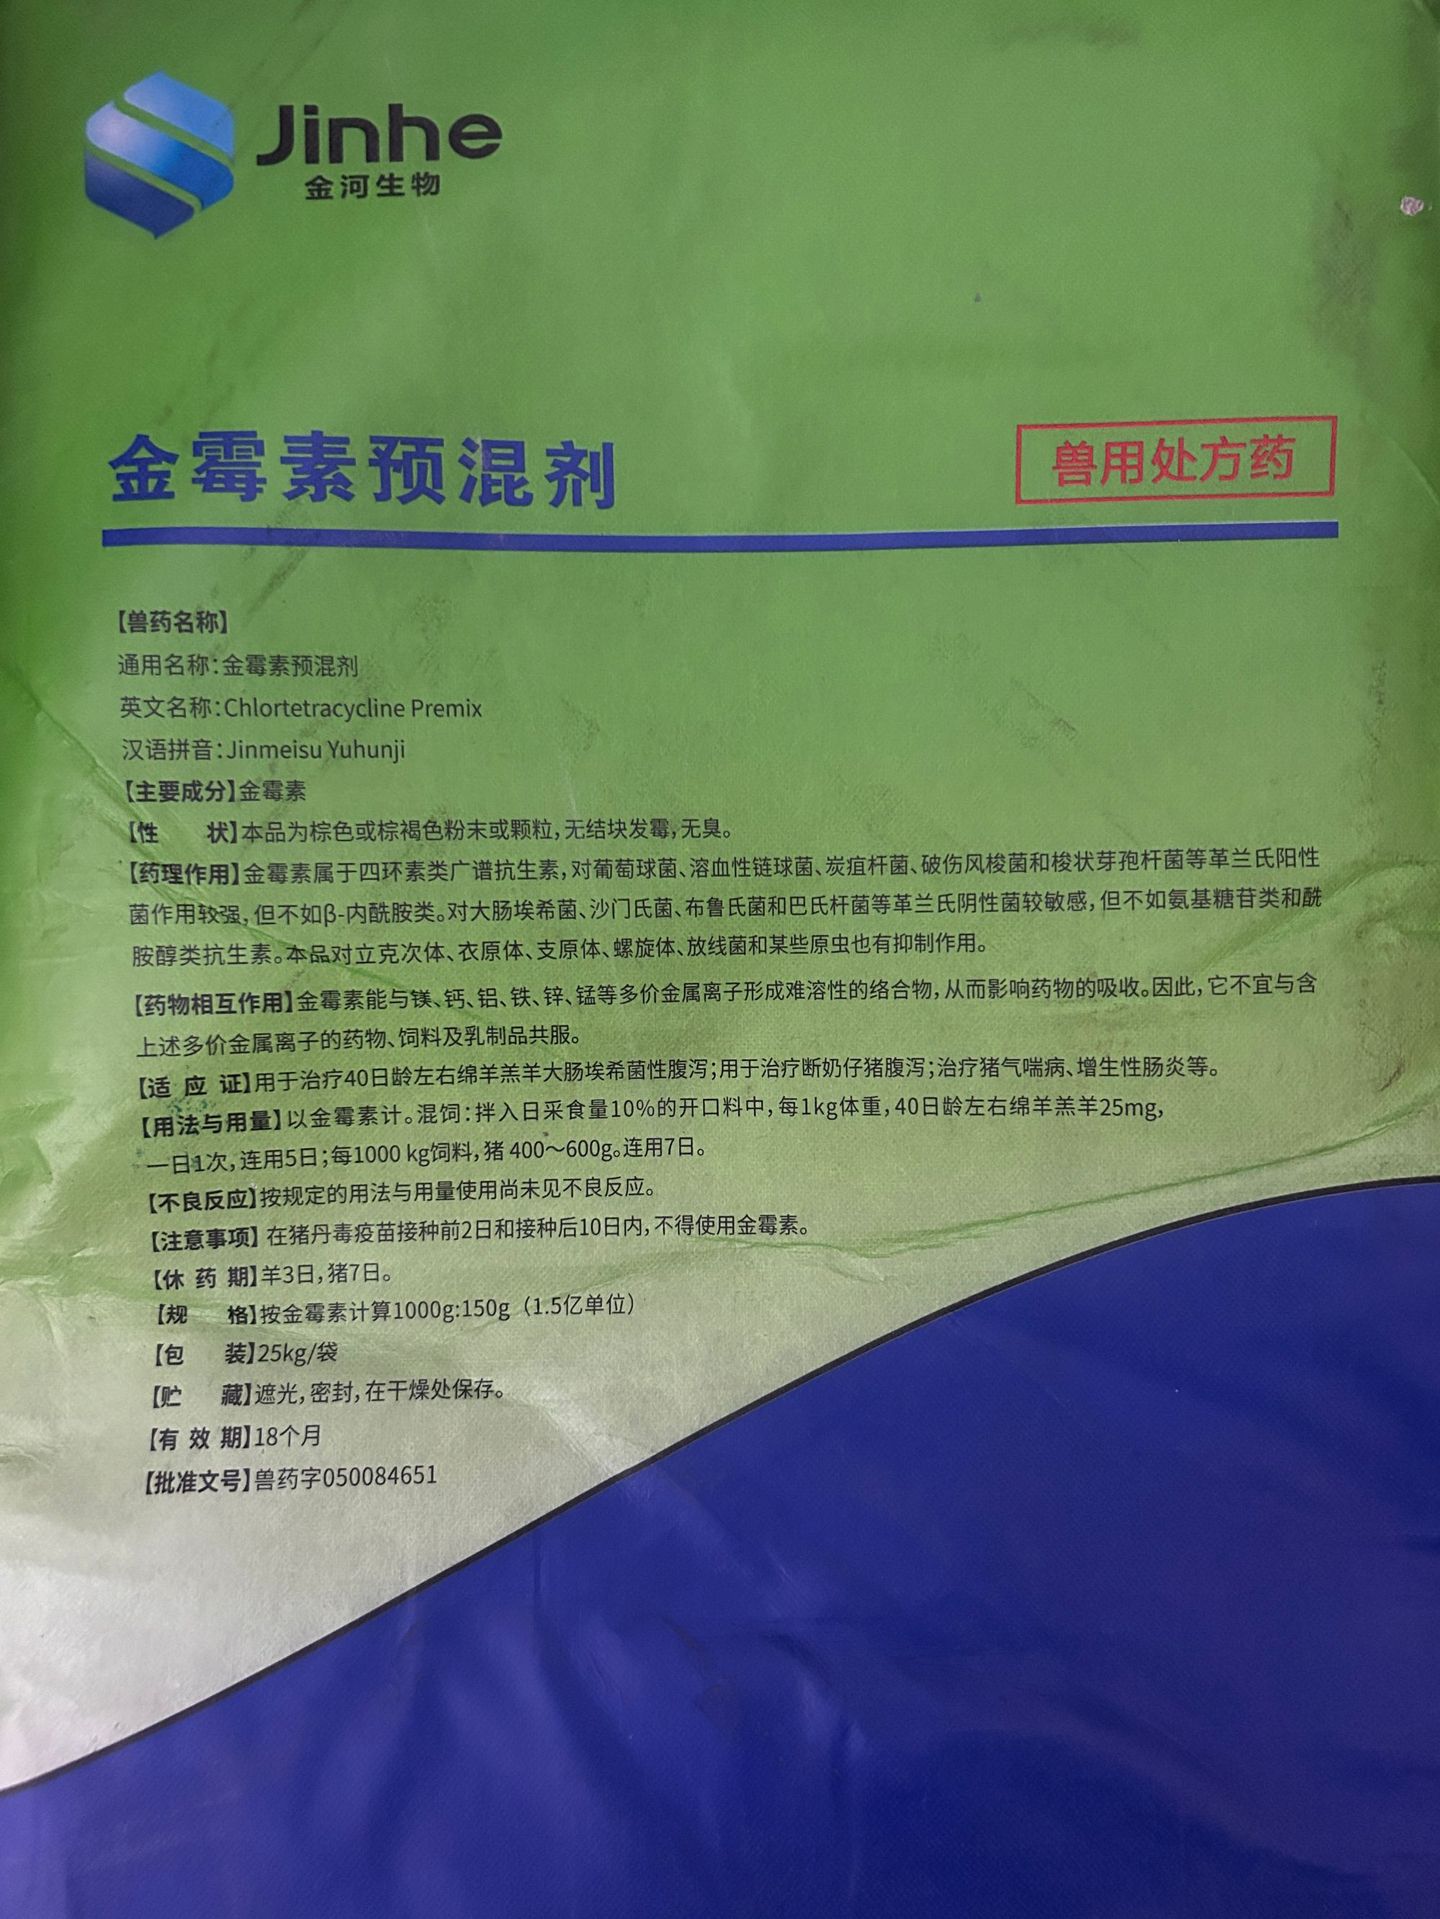 Jinhe
金河生物
金霉素预混剂
兽用处方药
【兽药名称】
通用名称：金霉素预混剂
英文名称：Chlortetracycline Premix
汉语拼音：Jinmeisu Yuhunji
【主要成分】金霉素
【性 状】本品为棕色或棕褐色粉末或颗粒，无结块发霉，无臭。
【药理作用】金霉素属于四环素类广谱抗生素，对葡萄球菌、溶血性链球菌、炭疽杆菌、破伤风梭菌和梭状芽孢杆菌等革兰氏阳性
菌作用较强，但不如β-内酰胺类。对大肠埃希菌、沙门氏菌、布鲁氏菌和巴氏杆菌等革兰氏阴性菌较敏感，但不如氨基糖苷类和酰
胺醇类抗生素。本品对立克次体、衣原体、支原体、螺旋体、放线菌和某些原虫也有抑制作用。
【药物相互作用】金霉素能与镁、钙、铝、铁、锌、锰等多价金属离子形成难溶性的络合物，从而影响药物的吸收。因此，它不宜与含
上述多价金属离子的药物、饲料及乳制品共服。
【适 应 证】用于治疗40日龄左右绵羊羔羊大肠埃希菌性腹泻；用于治疗断奶仔猪腹泻；治疗猪气喘病、增生性肠炎等。
【用法与用量】以金霉素计。混饲：拌入日采食量10%的开口料中，每1kg体重，40日龄左右绵羊羔羊25mg，
一日1次，连用5日；每1000 kg饲料，猪 400～600g。连用7日。
【不良反应】按规定的用法与用量使用尚未见不良反应。
【注意事项】在猪丹毒疫苗接种前2日和接种后10日内，不得使用金霉素。
【休 药 期】羊3日，猪7日。
【规 格】按金霉素计算1000g:150g（1.5亿单位）
【包 装】25kg/袋
【贮 藏】遮光，密封，在干燥处保存。
【有 效 期】18个月
【批准文号】兽药字050084651